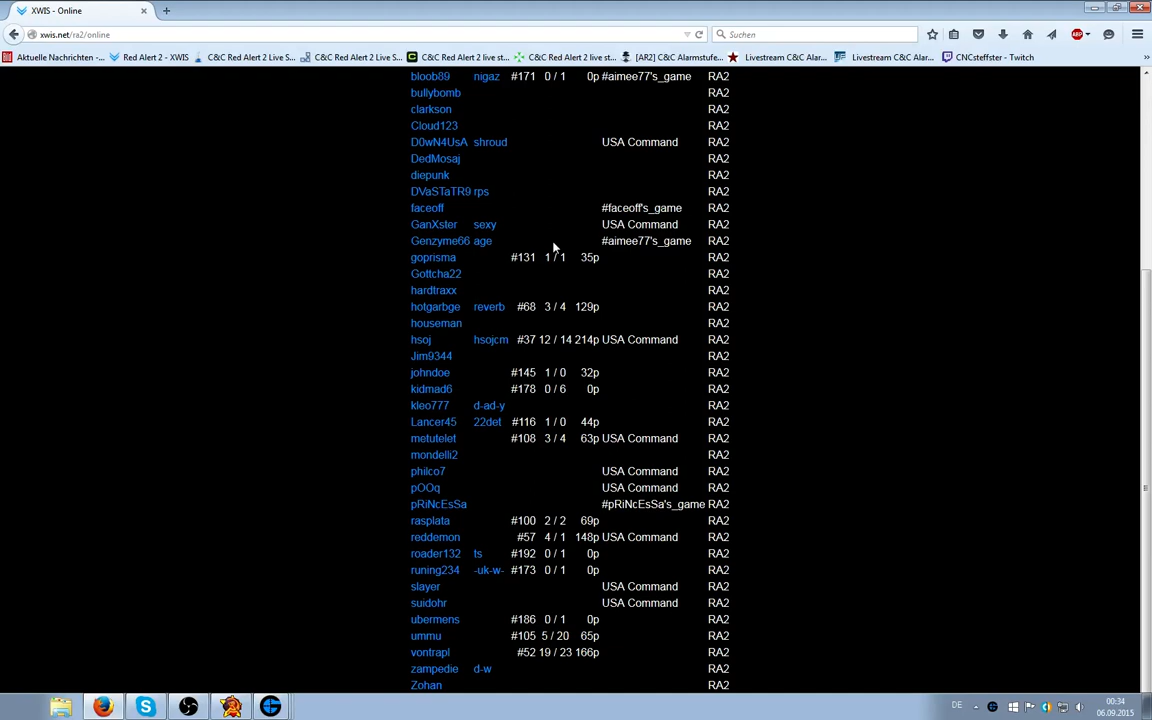 XWIS - Online
xwis.net/ra2/online
Suchen
Aktuelle Nachrichten -... Red Alert 2 - XWIS C&C Red Alert 2 Live S... C&C Red Alert 2 Live S... C&C Red Alert 2 live st... C&C Red Alert 2 live st... [AR2] C&C Alarmstufe... Livestream C&C Alar... Livestream C&C Alar... CNCsteffster - Twitch
bloob89 nigaz #171 0 / 1 0p #aimee77's_game RA2
bullybomb RA2
clarkson RA2
Cloud123 RA2
D0wN4UsA shroud USA Command RA2
DedMosaj RA2
diepunk RA2
DVaSTaTR9 rps RA2
faceoff #faceoff's_game RA2
GanXster sexy USA Command RA2
Genzyme66 age #aimee77's_game RA2
goprisma #131 1 / 1 35p RA2
Gottcha22 RA2
hardtraxx RA2
hotgarbge reverb #68 3 / 4 129p RA2
houseman RA2
hsoj hsojcm #37 12 / 14 214p USA Command RA2
Jim9344 RA2
johndoe #145 1 / 0 32p RA2
kidmad6 #178 0 / 6 0p RA2
kleo777 d-ad-y RA2
Lancer45 22det #116 1 / 0 44p RA2
metutelet #108 3 / 4 63p USA Command RA2
mondelli2 RA2
philco7 USA Command RA2
pOOq USA Command RA2
pRiNcEsSa #pRiNcEsSa's_game RA2
rasplata #100 2 / 2 69p RA2
reddemon #57 4 / 1 148p USA Command RA2
roader132 ts #192 0 / 1 0p RA2
runing234 -uk-w- #173 0 / 1 0p RA2
slayer USA Command RA2
suidohr USA Command RA2
ubermens #186 0 / 1 0p RA2
ummu #105 5 / 20 65p RA2
vontrapl #52 19 / 23 166p RA2
zampedie d-w RA2
Zohan RA2
DE
00:34
06.09.2015